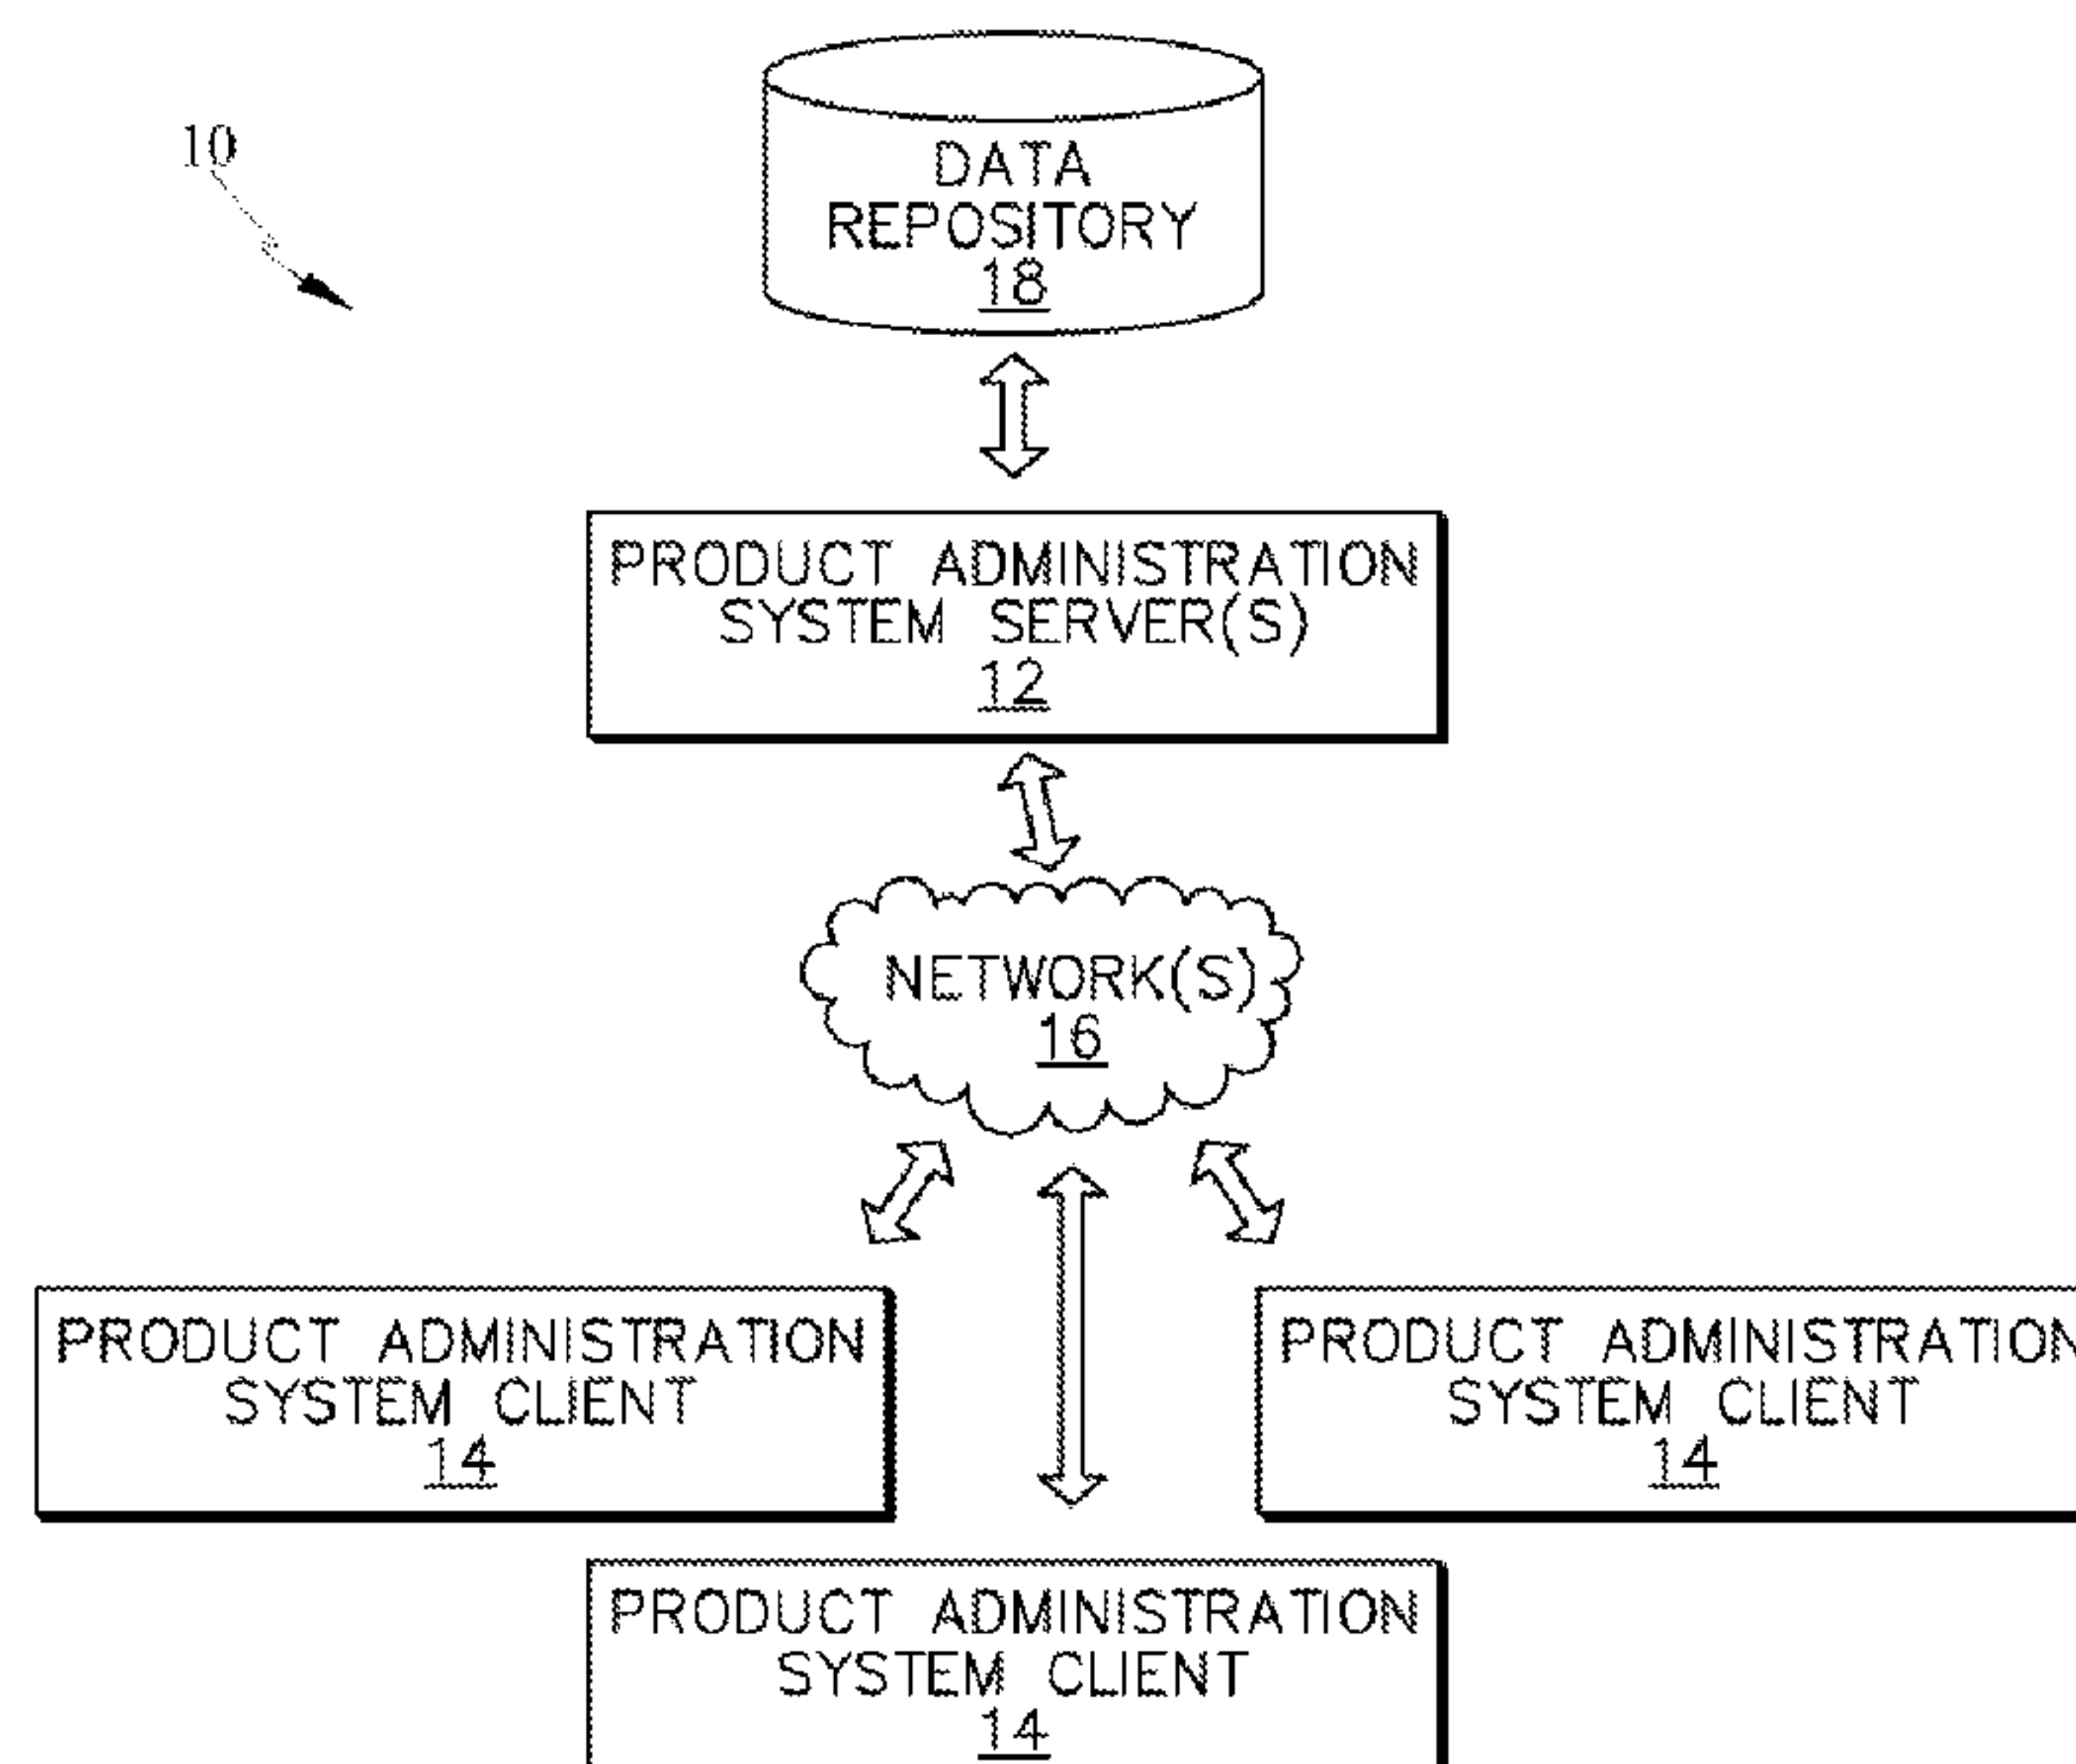 10
DATA
REPOSITORY
18
PRODUCT ADMINISTRATION
SYSTEM SERVER(S)
12
NETWORK(S)
16
PRODUCT ADMINISTRATION
SYSTEM CLIENT
14
PRODUCT ADMINISTRATION
SYSTEM CLIENT
14
PRODUCT ADMINISTRATION
SYSTEM CLIENT
14